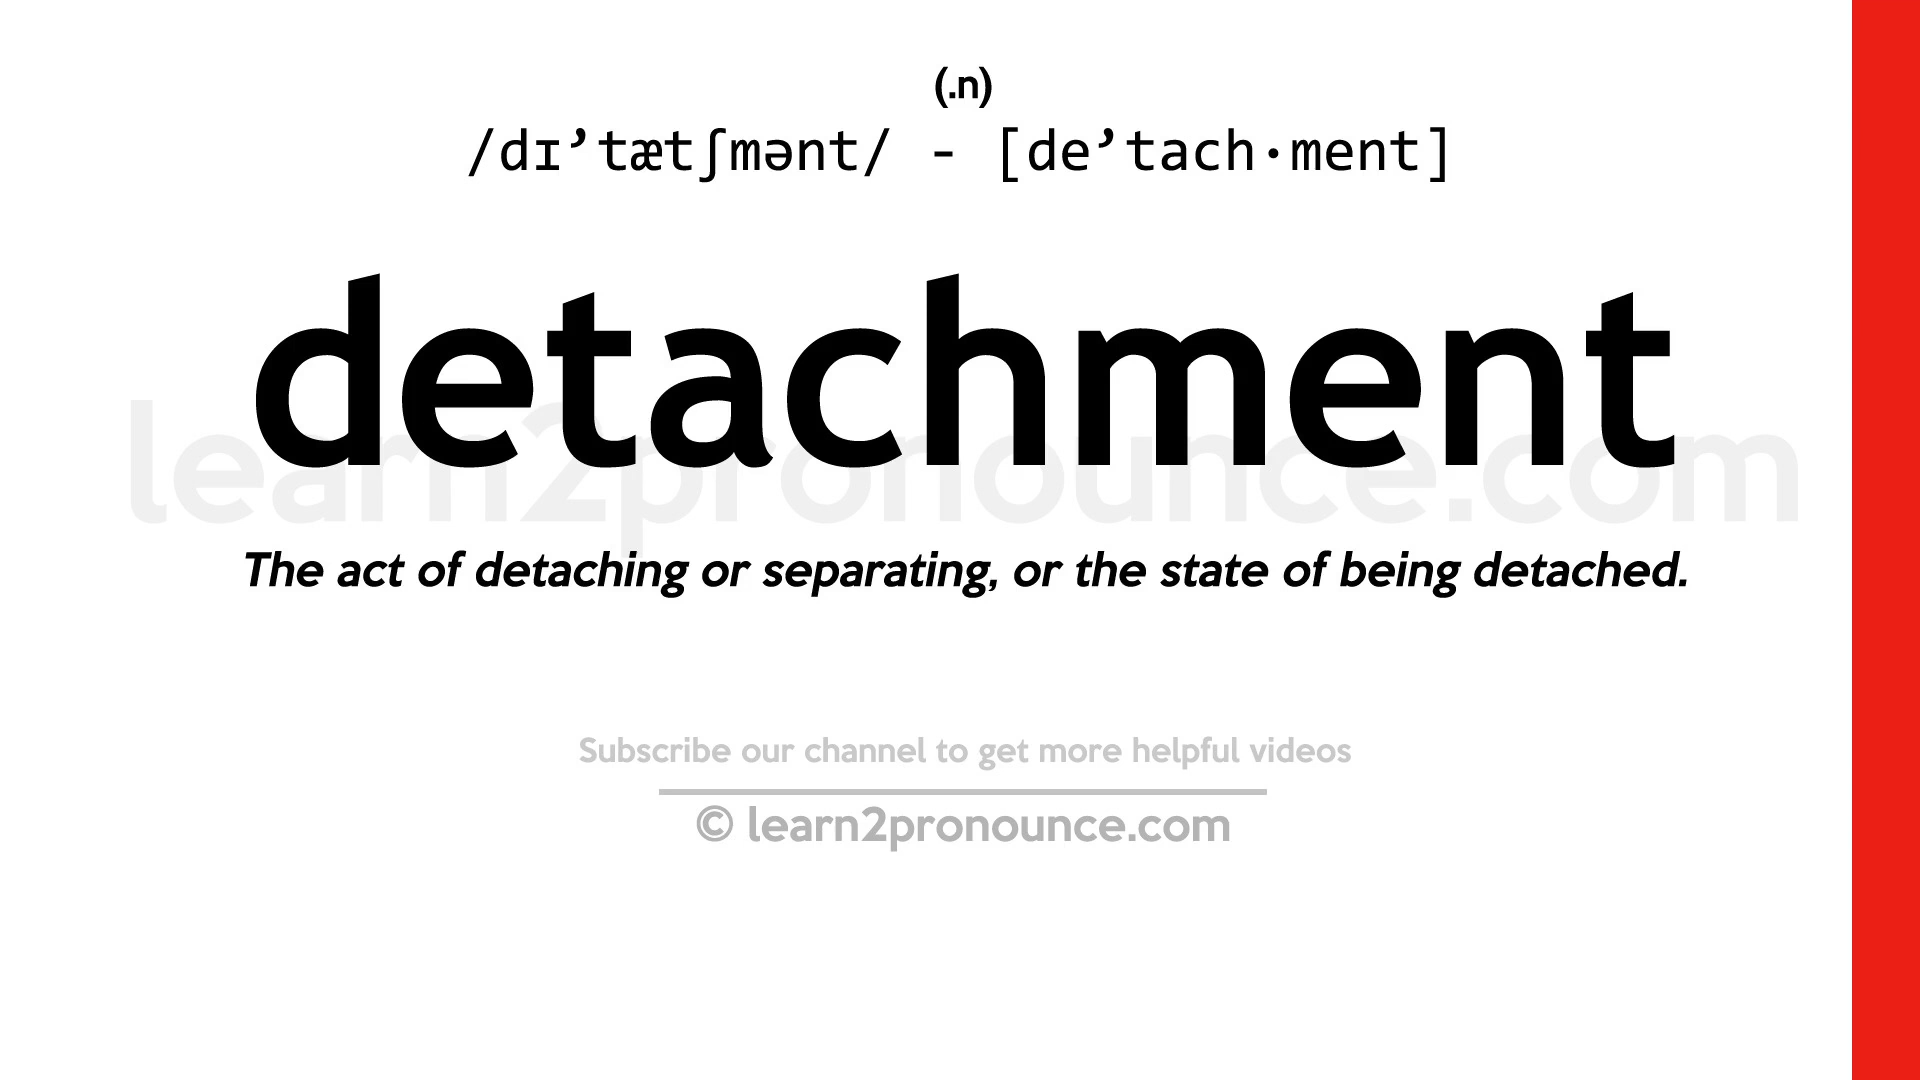 (.n)
/dɪ’tætʃmənt/ - [de’tach·ment]
detachment
learn2pronounce.com
The act of detaching or separating, or the state of being detached.
Subscribe our channel to get more helpful videos
© learn2pronounce.com